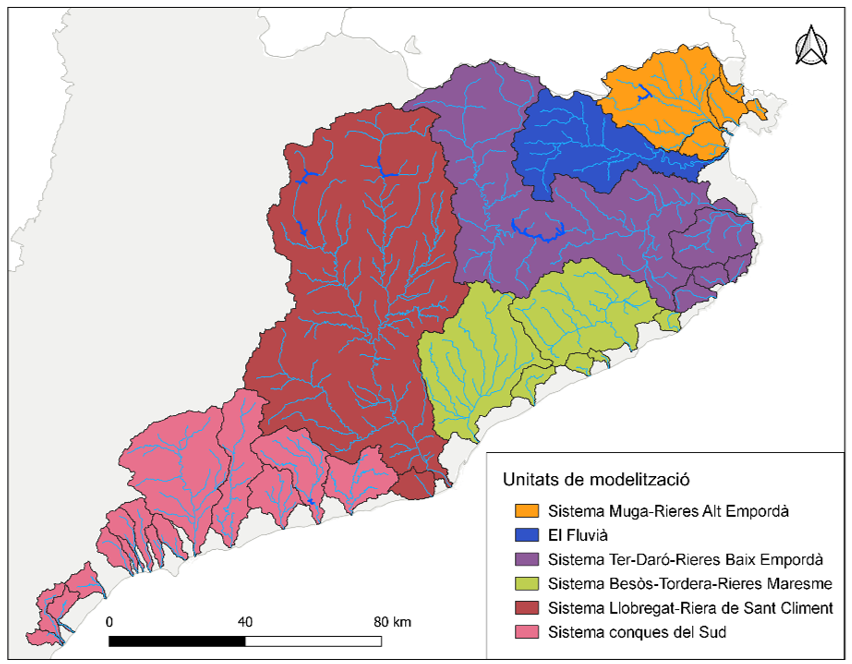 Unitats de modelització
Sistema Muga-Rieres Alt Empordà
El Fluvià
Sistema Ter-Daró-Rieres Baix Empordà
Sistema Besòs-Tordera-Rieres Maresme
Sistema Llobregat-Riera de Sant Climent
Sistema conques del Sud
0 40 80 km